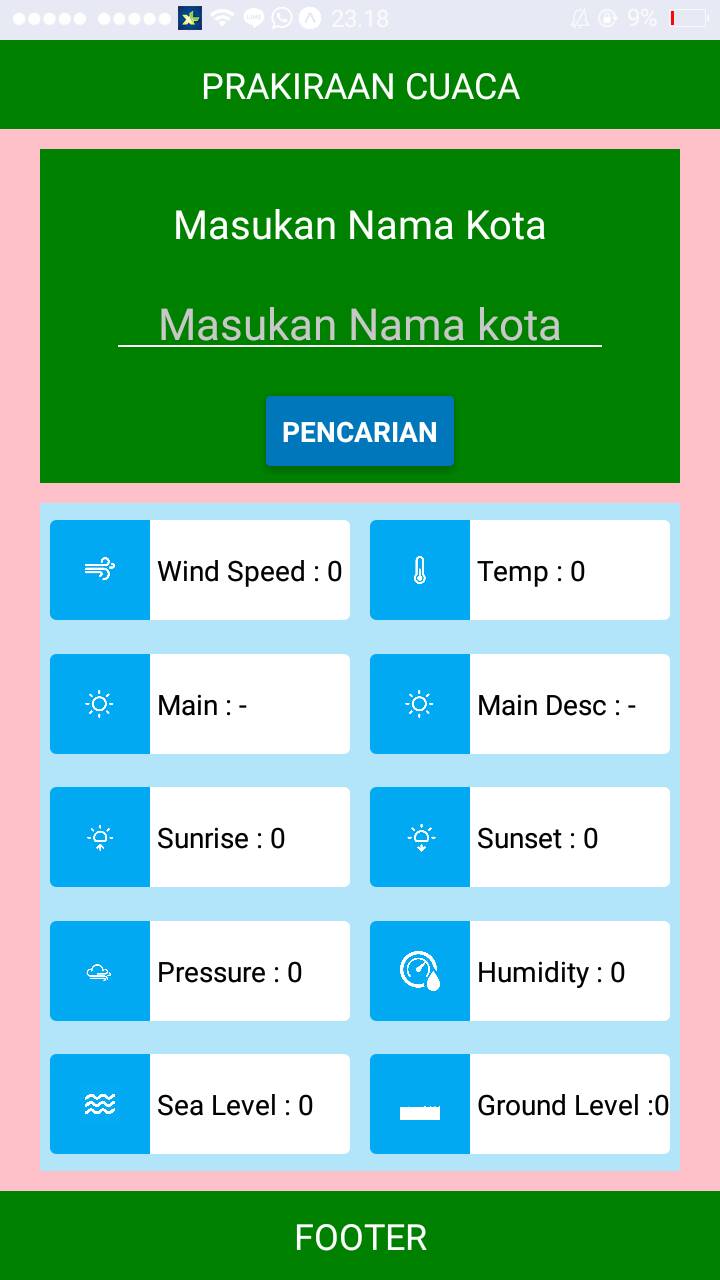 23.18 9%
PRAKIRAAN CUACA
Masukan Nama Kota
Masukan Nama kota
PENCARIAN
Wind Speed : 0 Temp : 0
Main : - Main Desc : -
Sunrise : 0 Sunset : 0
Pressure : 0 Humidity : 0
Sea Level : 0 Ground Level :0
FOOTER